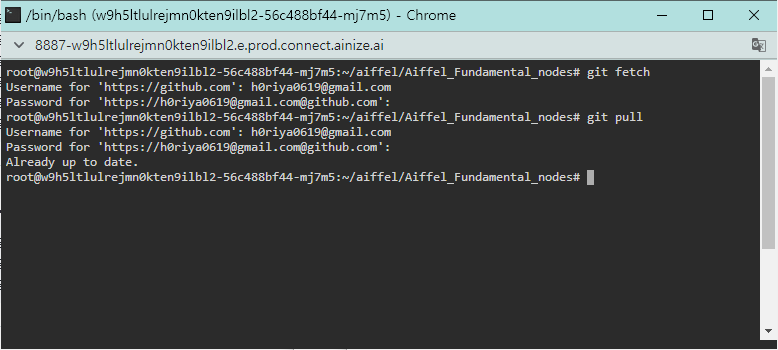 /bin/bash (w9h5ltlulrejmn0kten9ilbl2-56c488bf44-mj7m5) - Chrome
8887-w9h5ltlulrejmn0kten9ilbl2.e.prod.connect.ainize.ai
root@w9h5ltlulrejmn0kten9ilbl2-56c488bf44-mj7m5:~/aiffel/Aiffel_Fundamental_nodes# git fetch
Username for 'https://github.com': h0riya0619@gmail.com
Password for 'https://h0riya0619@gmail.com@github.com':
root@w9h5ltlulrejmn0kten9ilbl2-56c488bf44-mj7m5:~/aiffel/Aiffel_Fundamental_nodes# git pull
Username for 'https://github.com': h0riya0619@gmail.com
Password for 'https://h0riya0619@gmail.com@github.com':
Already up to date.
root@w9h5ltlulrejmn0kten9ilbl2-56c488bf44-mj7m5:~/aiffel/Aiffel_Fundamental_nodes#